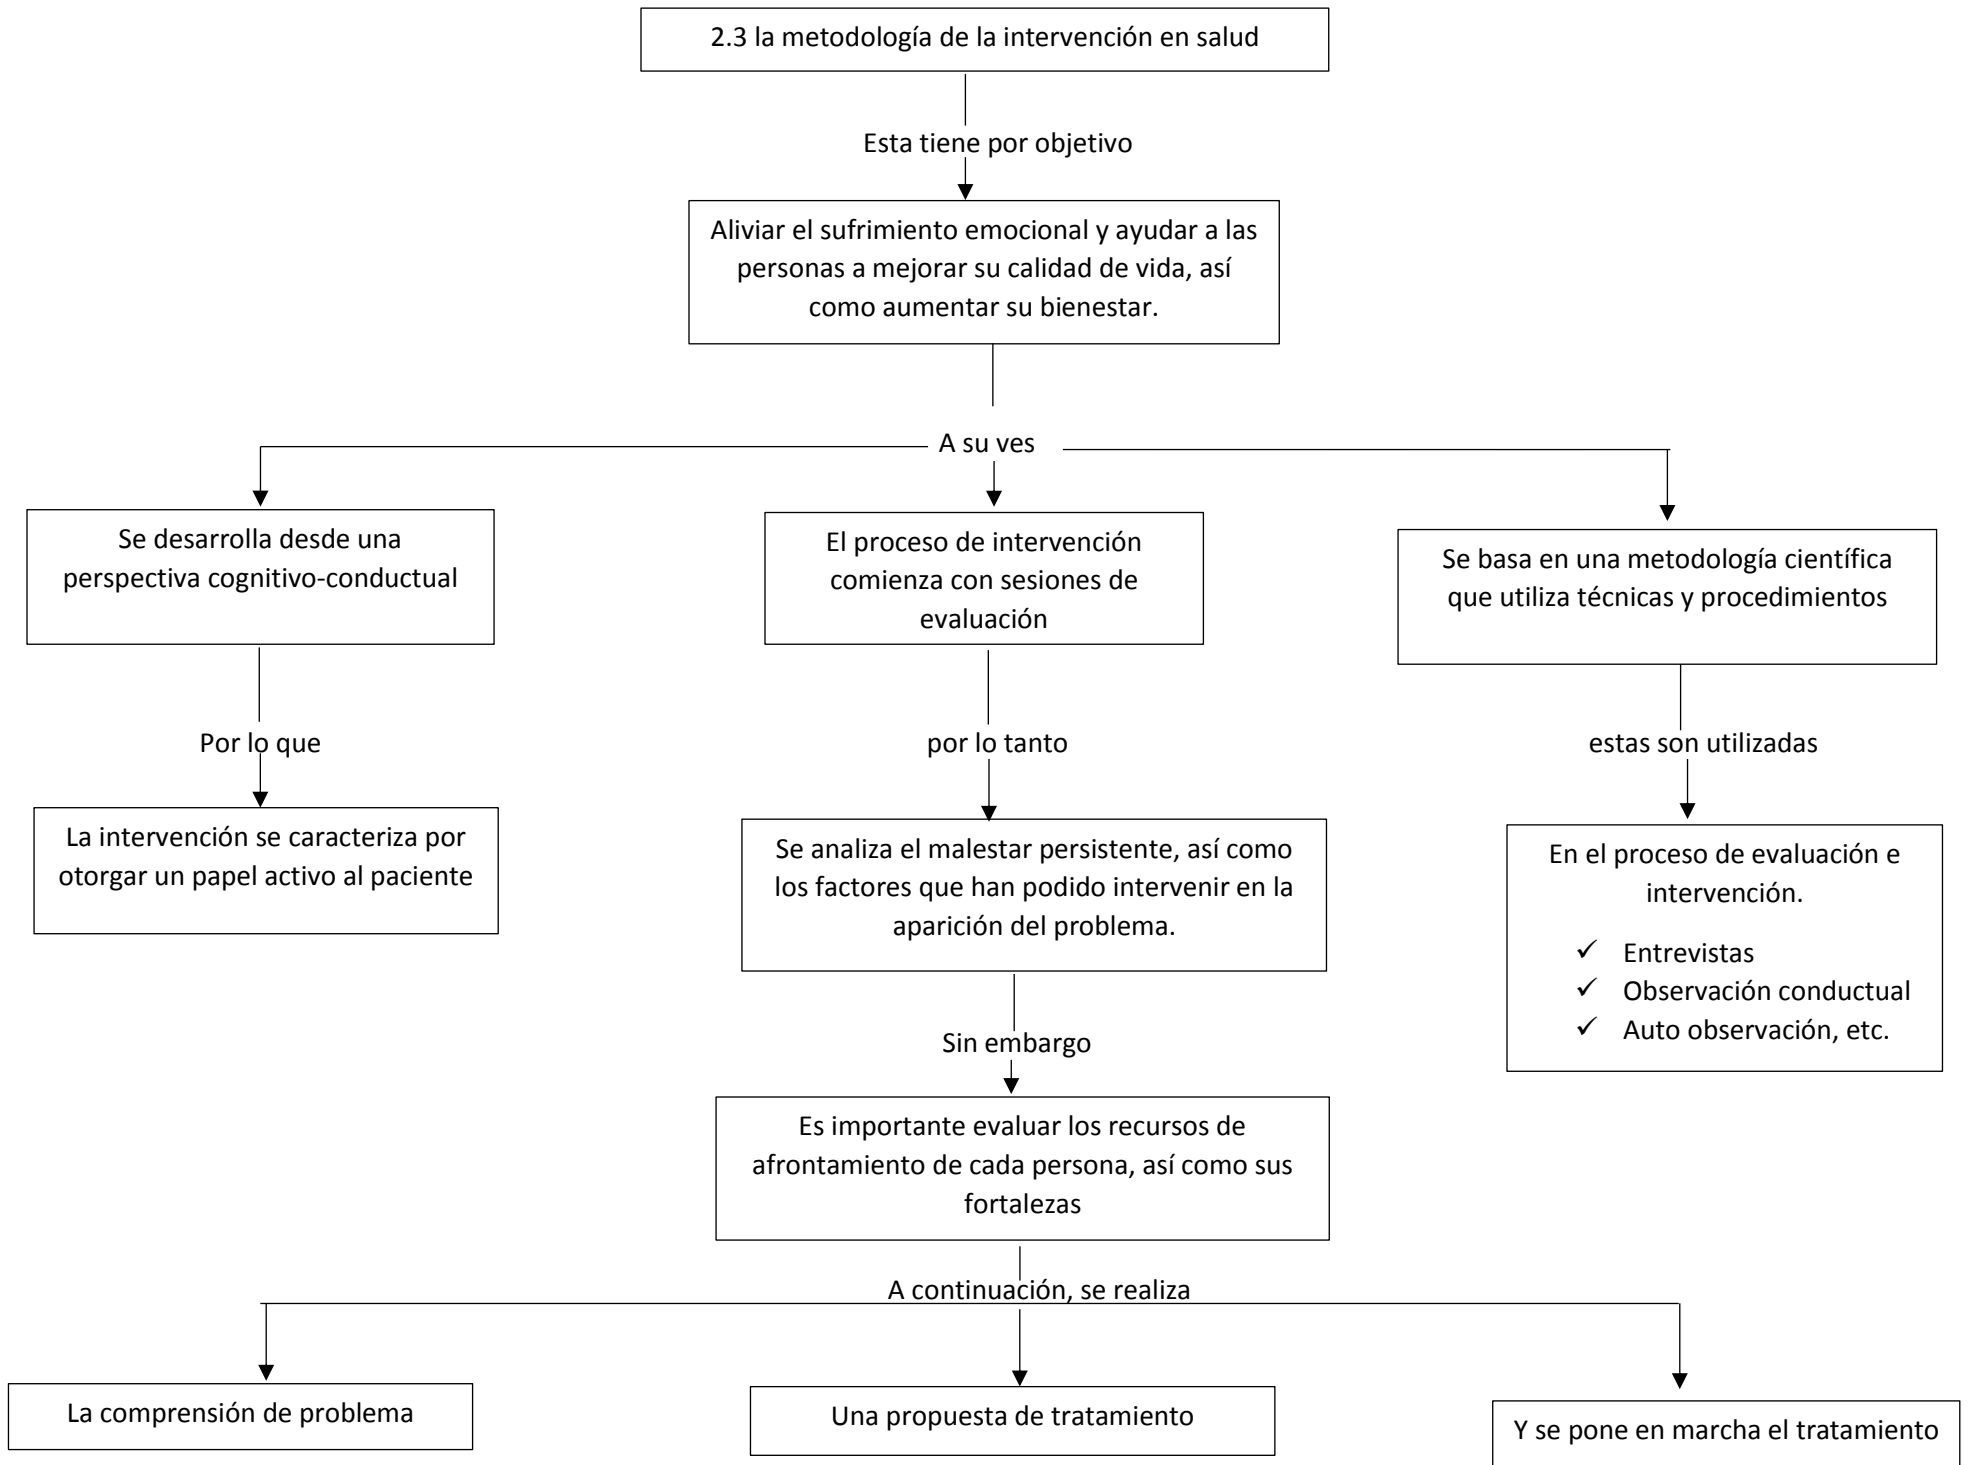 2.3 la metodología de la intervención en salud
Esta tiene por objetivo
Aliviar el sufrimiento emocional y ayudar a las
personas a mejorar su calidad de vida, así
como aumentar su bienestar.
A su ves
Se desarrolla desde una
perspectiva cognitivo-conductual
El proceso de intervención
comienza con sesiones de
evaluación
Se basa en una metodología científica
que utiliza técnicas y procedimientos
Por lo que
por lo tanto
estas son utilizadas
La intervención se caracteriza por
otorgar un papel activo al paciente
Se analiza el malestar persistente, así como
los factores que han podido intervenir en la
aparición del problema.
En el proceso de evaluación e
intervención.
✓ Entrevistas
✓ Observación conductual
✓ Auto observación, etc.
Sin embargo
Es importante evaluar los recursos de
afrontamiento de cada persona, así como sus
fortalezas
A continuación, se realiza
La comprensión de problema
Una propuesta de tratamiento
Y se pone en marcha el tratamiento